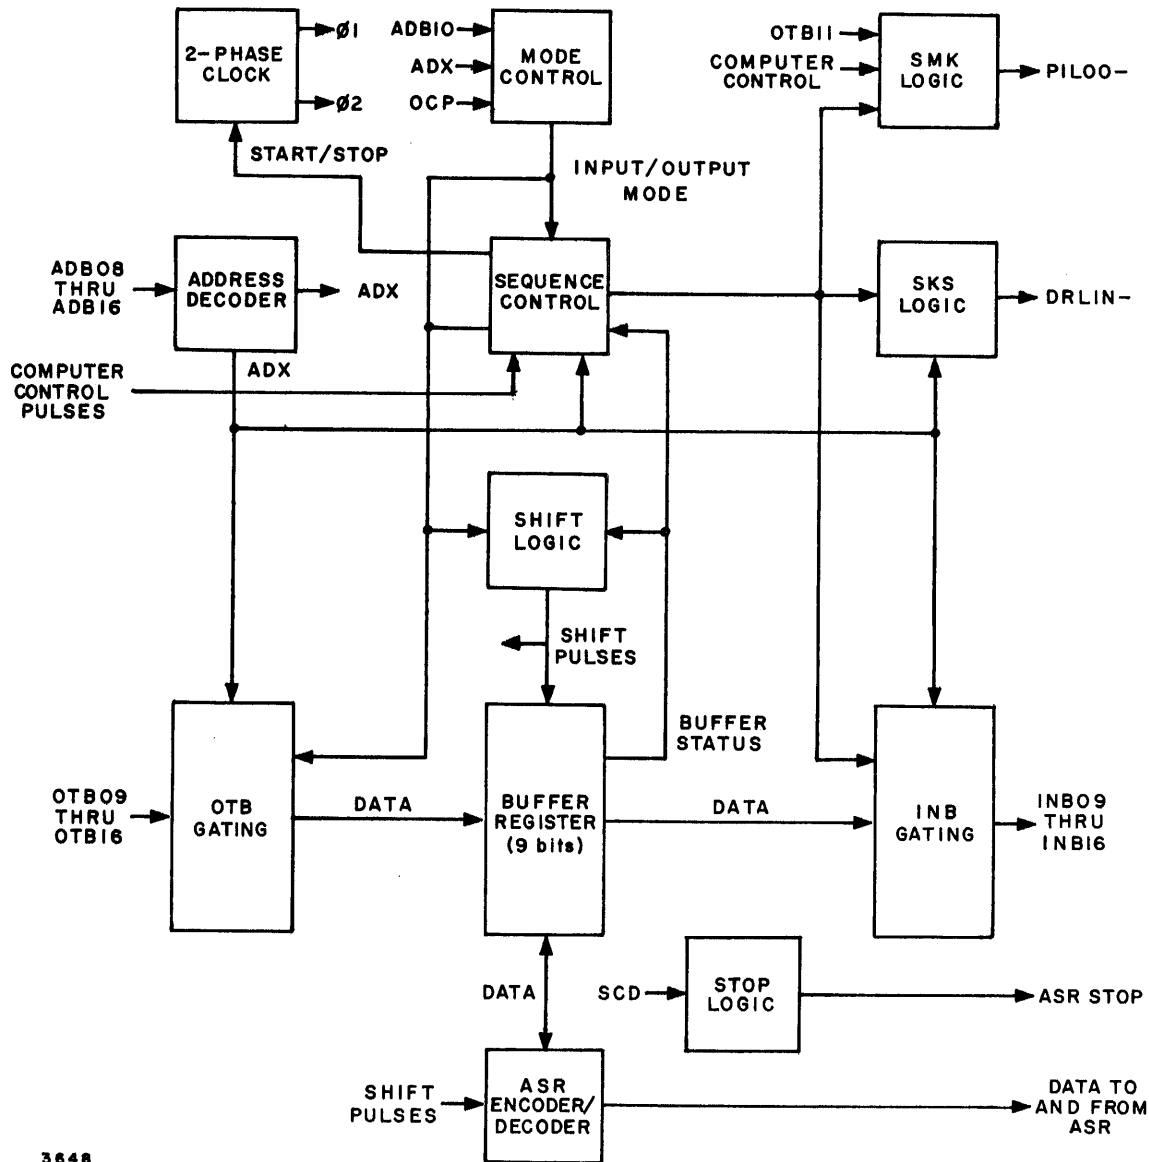 2-PHASE
CLOCK
Ø1
Ø2
ADB10
ADX
OCP
MODE
CONTROL
OTB11
COMPUTER
CONTROL
SMK
LOGIC
PIL00-
START/STOP
INPUT/OUTPUT
MODE
ADB08
THRU
ADB16
ADDRESS
DECODER
ADX
SEQUENCE
CONTROL
SKS
LOGIC
DRLIN-
ADX
COMPUTER
CONTROL
PULSES
SHIFT
LOGIC
SHIFT
PULSES
BUFFER
STATUS
OTB09
THRU
OTB16
OTB
GATING
DATA
BUFFER
REGISTER
(9 bits)
DATA
INB
GATING
INB09
THRU
INB16
DATA
SCD
STOP
LOGIC
ASR STOP
SHIFT
PULSES
ASR
ENCODER/
DECODER
DATA TO
AND FROM
ASR
3648